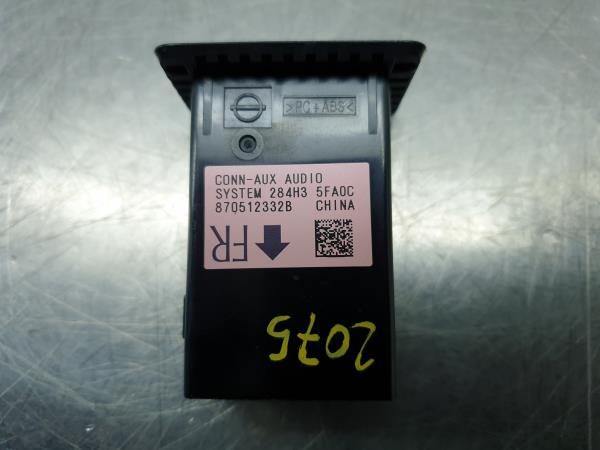 >PC+ABS<
CONN-AUX AUDIO
SYSTEM 284H3 5FA0C
870512332B CHINA
FR
2075